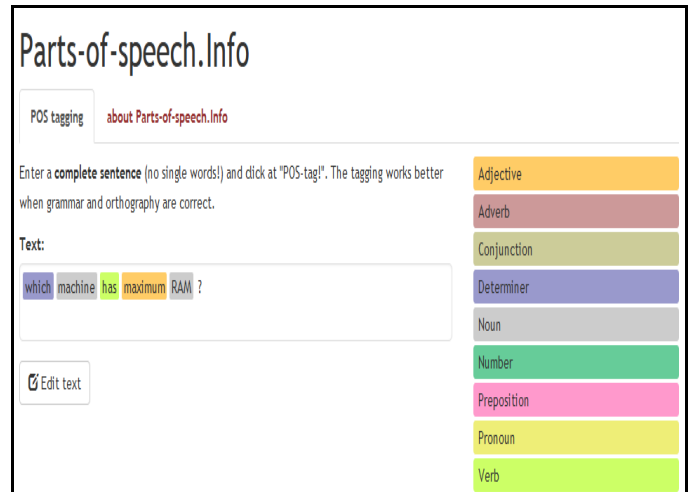 Parts-of-speech.Info
POS tagging about Parts-of-speech.Info
Enter a complete sentence (no single words!) and click at "POS-tag!". The tagging works better
when grammar and orthography are correct.
Text:
which machine has maximum RAM ?
Edit text
Adjective
Adverb
Conjunction
Determiner
Noun
Number
Preposition
Pronoun
Verb